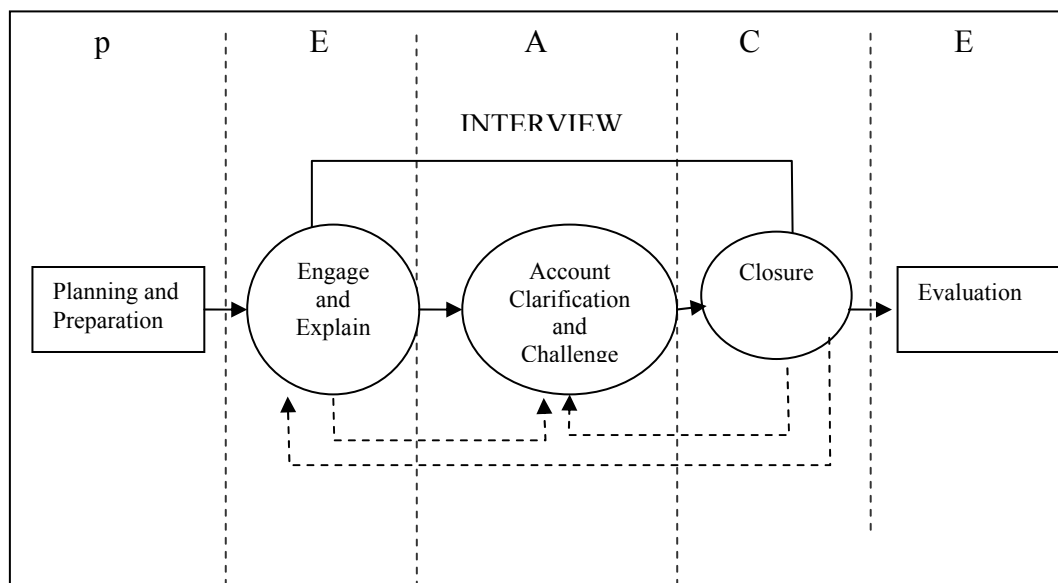 p E A C E
INTERVIEW
Planning and
Preparation
Engage
and
Explain
Account
Clarification
and
Challenge
Closure
Evaluation